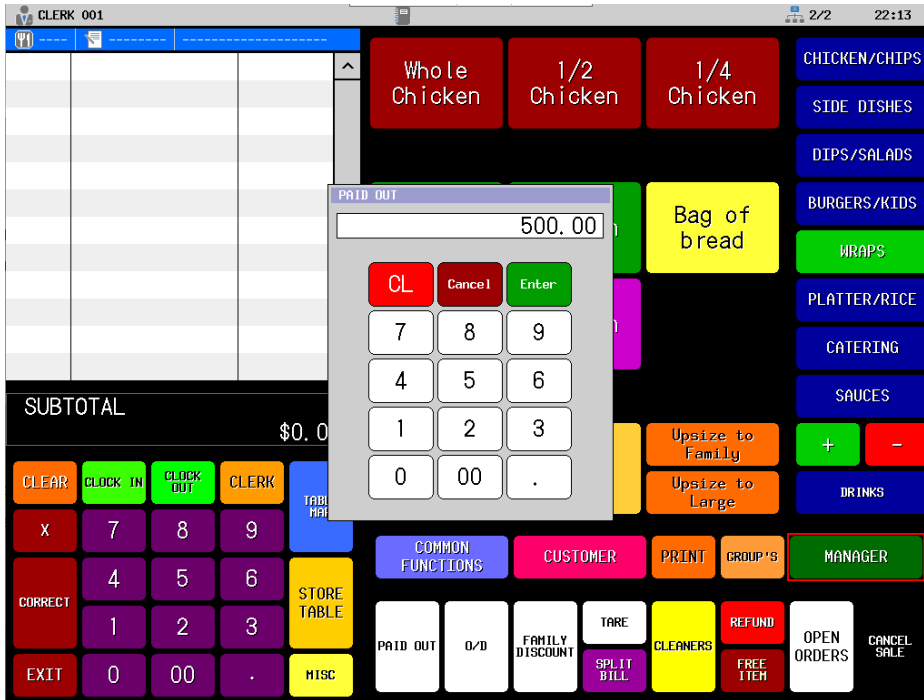 CLERK 001
2/2
22:13
---- -------- --------------------
Whole
Chicken
1/2
Chicken
1/4
Chicken
CHICKEN/CHIPS
SIDE DISHES
DIPS/SALADS
BURGERS/KIDS
WRAPS
PLATTER/RICE
CATERING
SAUCES
+
-
DRINKS
Bag of
bread
PAID OUT
500.00
CL
Cancel
Enter
7
8
9
4
5
6
1
2
3
0
00
.
SUBTOTAL
$0.0
Upsize to
Family
Upsize to
Large
CLEAR
CLOCK IN
CLOCK
OUT
CLERK
X
7
8
9
CORRECT
4
5
6
STORE
TABLE
1
2
3
EXIT
0
00
.
MISC
COMMON
FUNCTIONS
CUSTOMER
PRINT
GROUP'S
MANAGER
PAID OUT
O/D
FAMILY
DISCOUNT
TARE
SPLIT
BILL
CLEANERS
REFUND
FREE
ITEM
OPEN
ORDERS
CANCEL
SALE